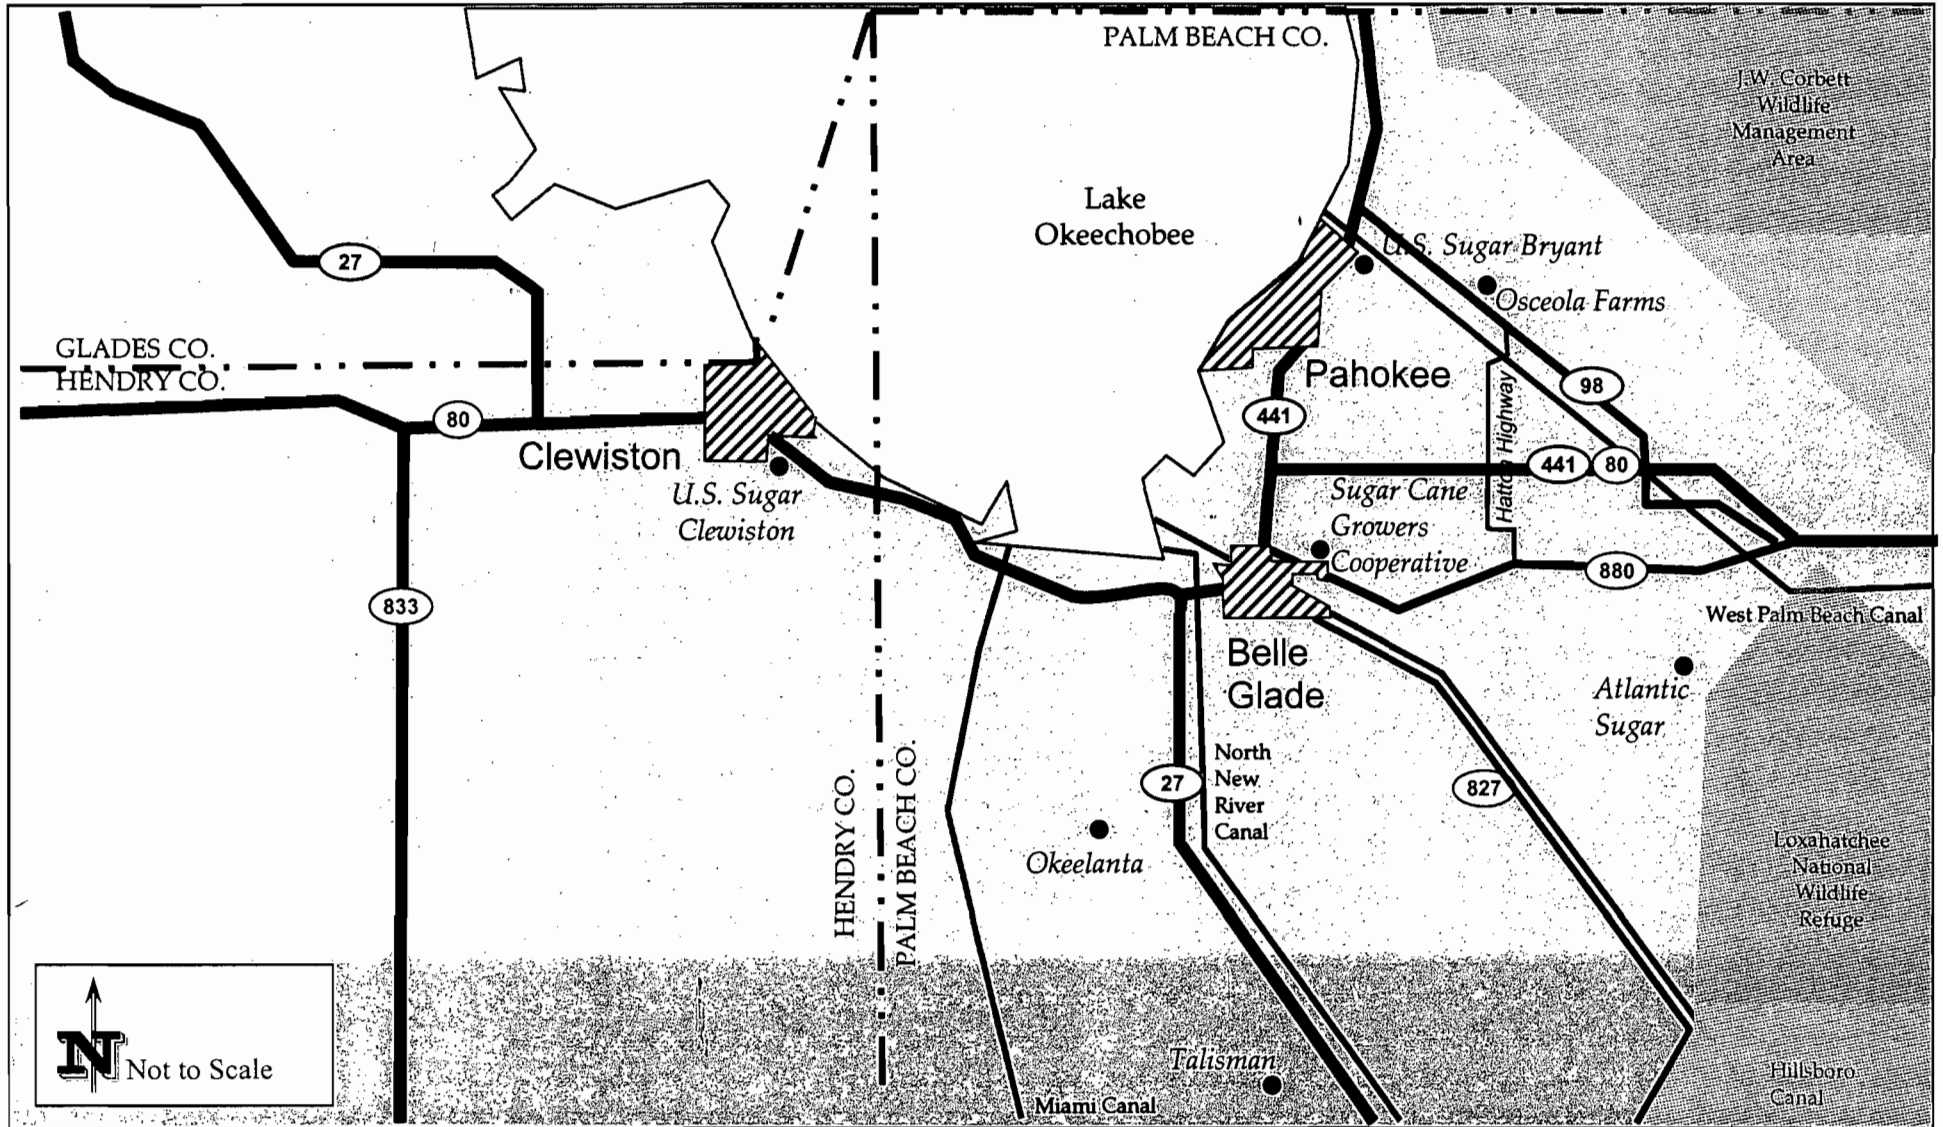 PALM BEACH CO.
J.W. Corbett
Wildlife
Management
Area
Lake
Okeechobee
U.S. Sugar Bryant
27
Osceola Farms
GLADES CO.
HENDRY CO.
Pahokee
98
80
441
Hatton Highway
Clewiston
441
80
U.S. Sugar
Clewiston
Sugar Cane
Growers
Cooperative
880
833
West Palm Beach Canal
Belle
Glade
Atlantic
Sugar
HENDRY CO.
PALM BEACH CO.
North
New
River
Canal
27
827
Okeelanta
Loxahatchee
National
Wildlife
Refuge
N
Not to Scale
Talisman
Miami Canal
Hillsboro
Canal